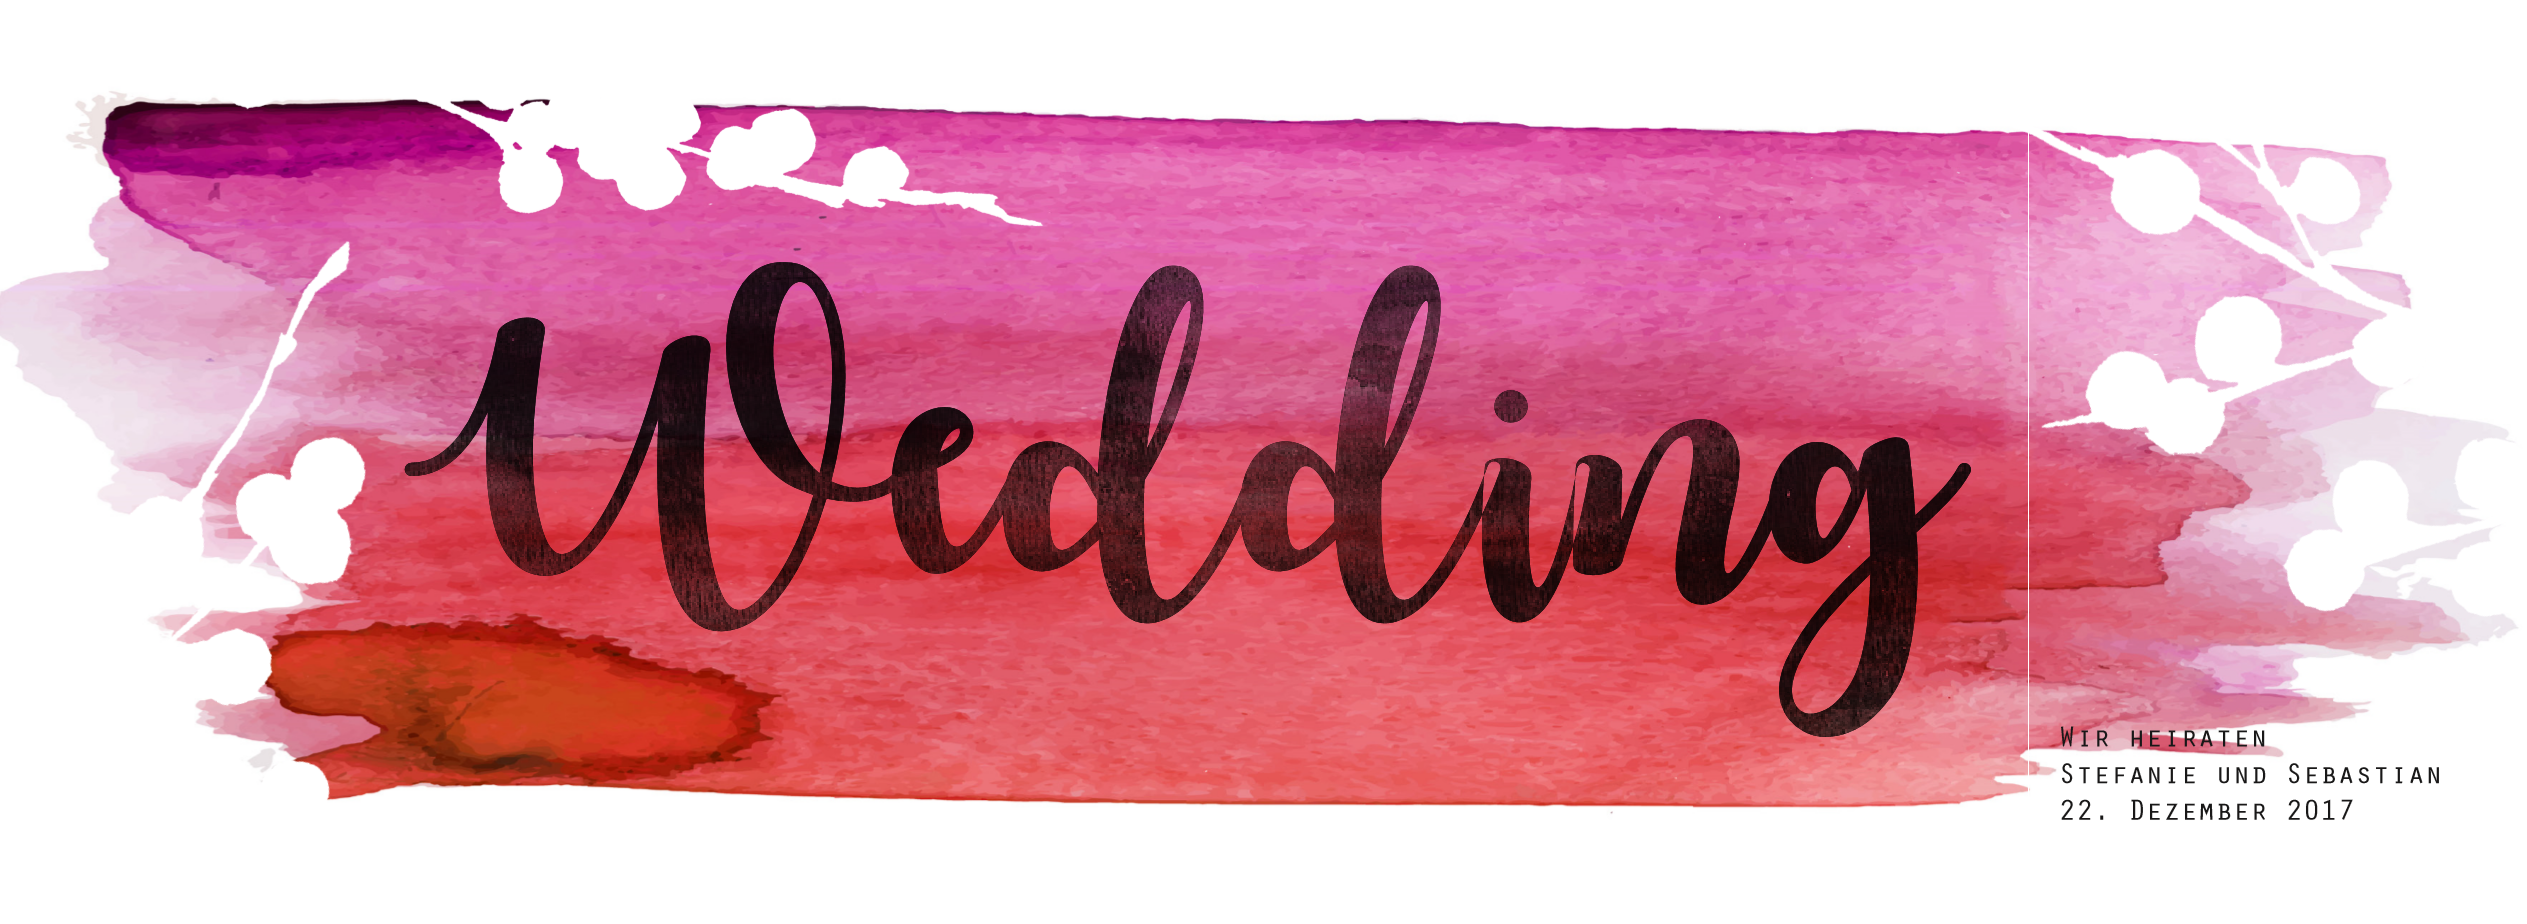 Wedding
Wir heiraten
Stefanie und Sebastian
22. Dezember 2017